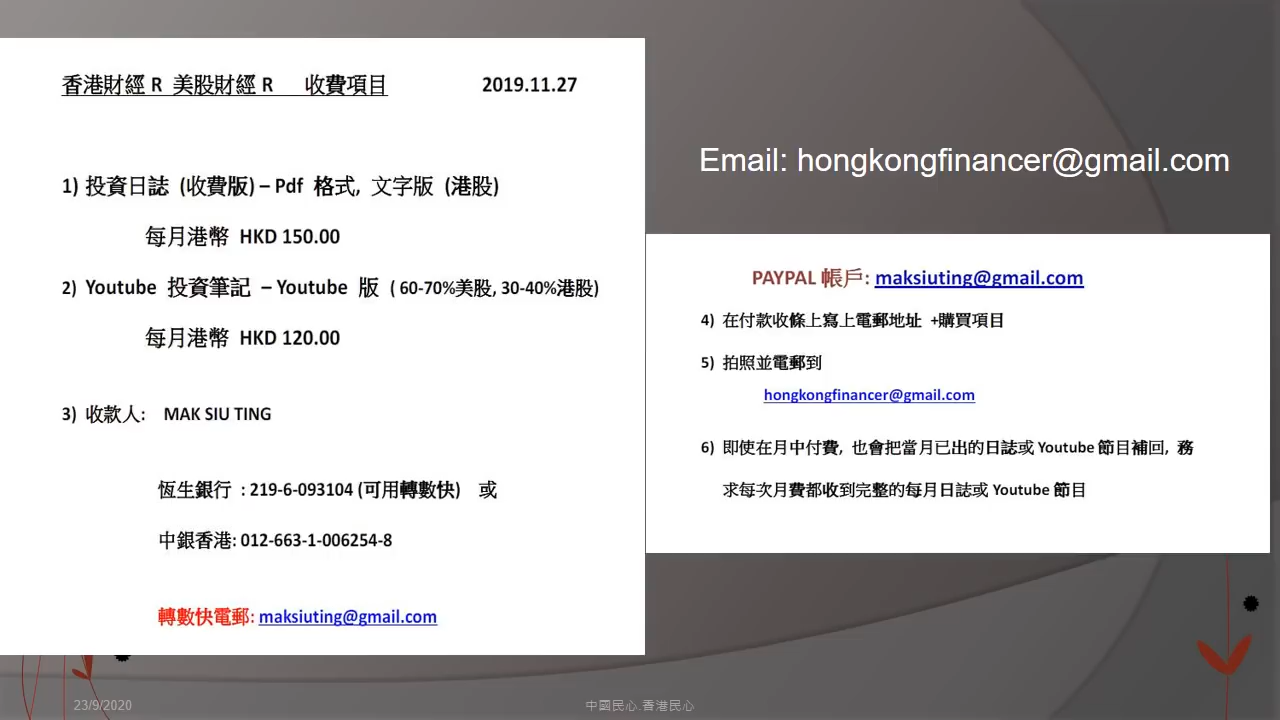 香港財經 R 美股財經 R 收費項目 2019.11.27
1) 投資日誌 (收費版) – Pdf 格式, 文字版 (港股)
每月港幣 HKD 150.00
2) Youtube 投資筆記 – Youtube 版 ( 60-70%美股, 30-40%港股)
每月港幣 HKD 120.00
3) 收款人: MAK SIU TING
恆生銀行 : 219-6-093104 (可用轉數快) 或
中銀香港: 012-663-1-006254-8
轉數快電郵: maksiuting@gmail.com
Email: hongkongfinancer@gmail.com
PAYPAL 帳戶: maksiuting@gmail.com
4) 在付款收條上寫上電郵地址 +購買項目
5) 拍照並電郵到
hongkongfinancer@gmail.com
6) 即使在月中付費, 也會把當月已出的日誌或 Youtube 節目補回, 務
求每次月費都收到完整的每月日誌或 Youtube 節目
23/9/2020
中國民心.香港民心